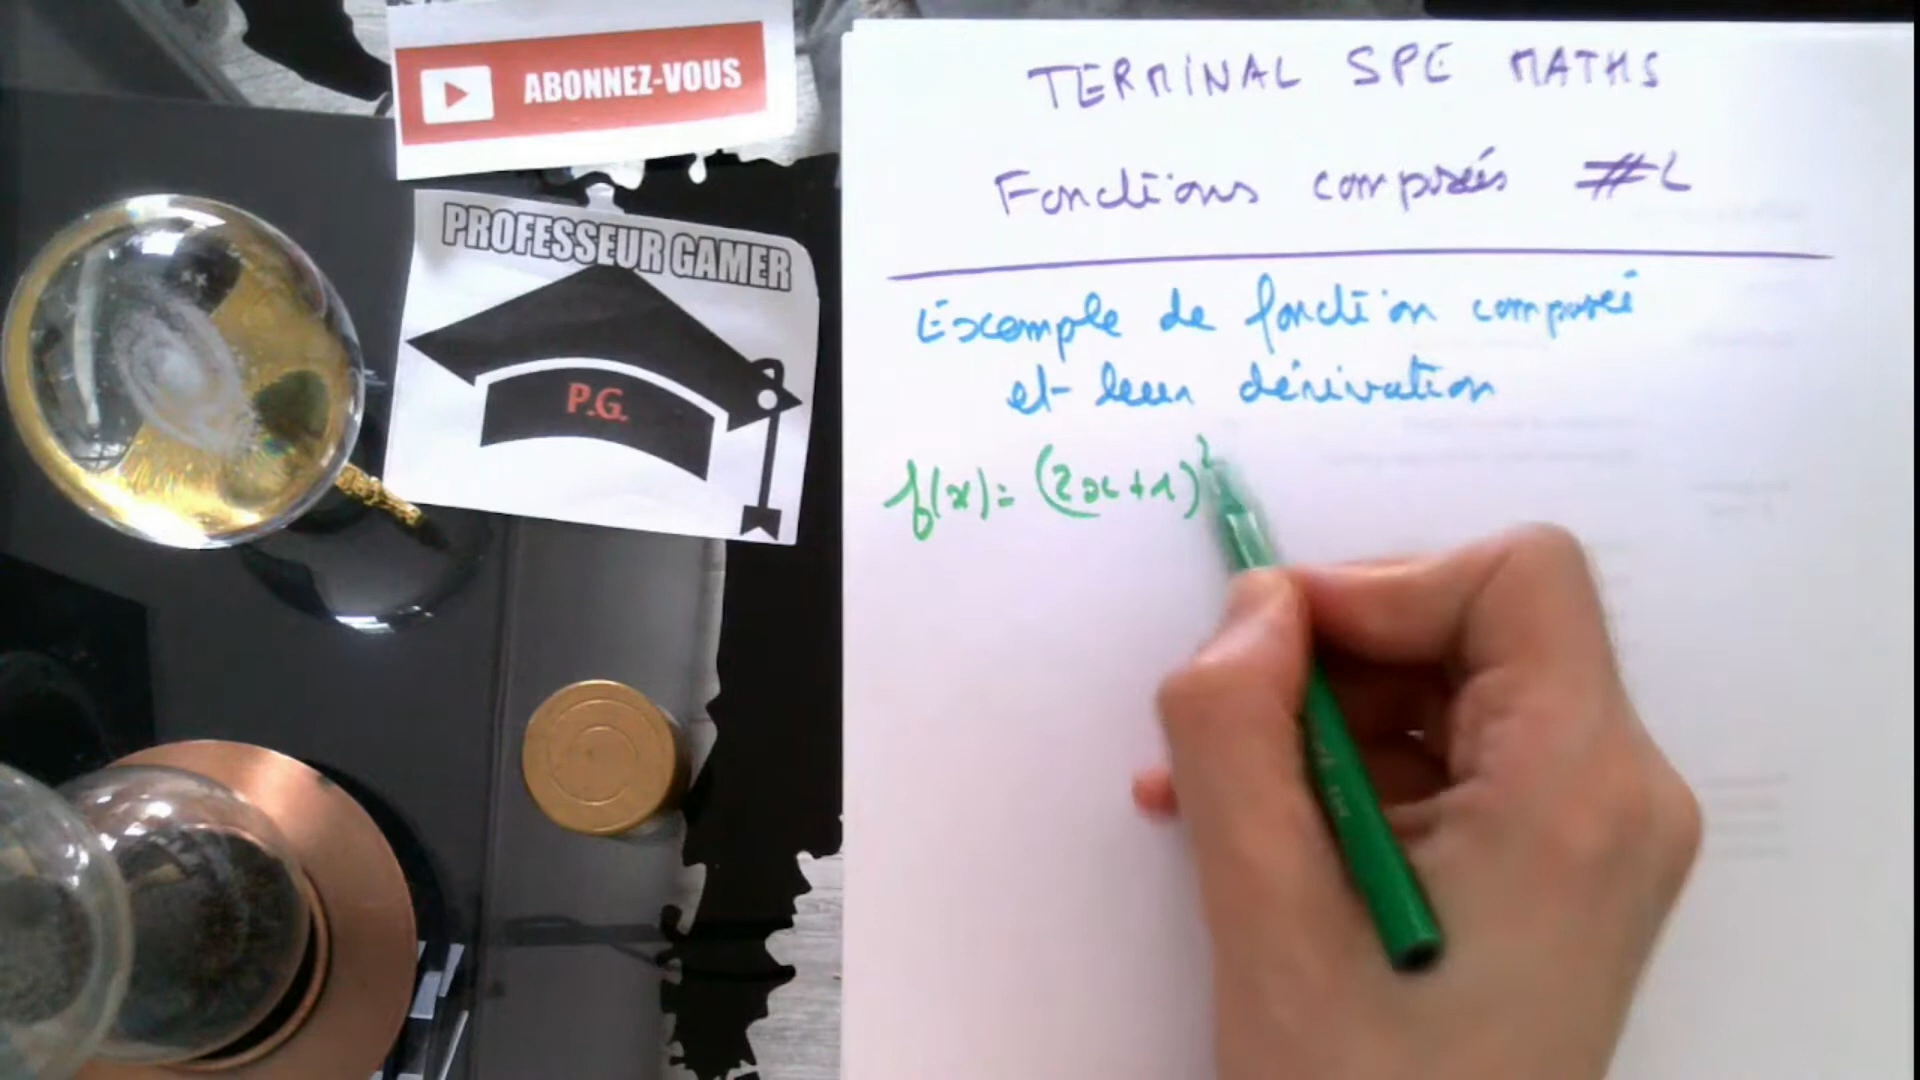 ABONNEZ-VOUS
PROFESSEUR GAMER
P.G.
TERMINAL SPE MATHS
Fonctions composées #2
Exemple de fonction composée
et leur dérivation
f(x) = (2x+1)²